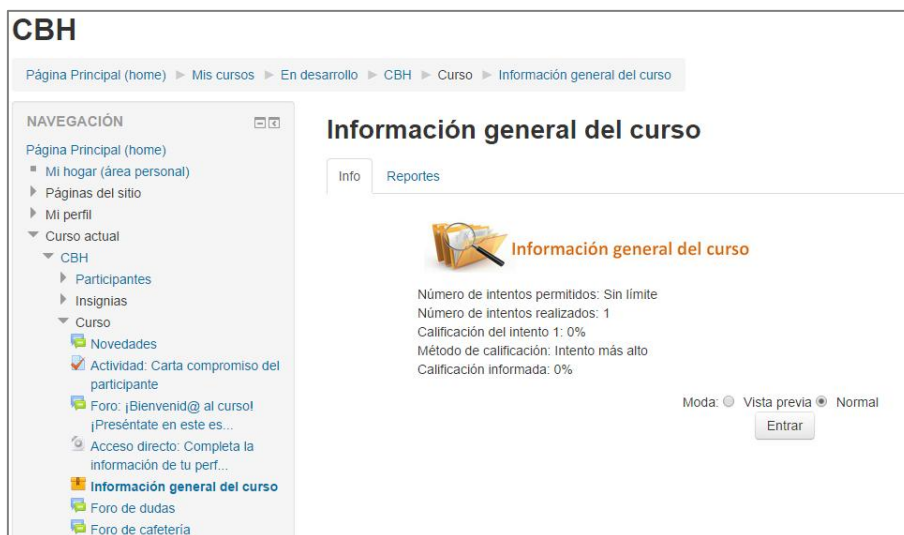 CBH
Página Principal (home) ▶ Mis cursos ▶ En desarrollo ▶ CBH ▶ Curso ▶ Información general del curso
NAVEGACIÓN
Página Principal (home)
Mi hogar (área personal)
Páginas del sitio
Mi perfil
Curso actual
CBH
Participantes
Insignias
Curso
Novedades
Actividad: Carta compromiso del
participante
Foro: ¡Bienvenid@ al curso!
¡Preséntate en este es...
Acceso directo: Completa la
información de tu perf...
Información general del curso
Foro de dudas
Foro de cafetería
Información general del curso
Info Reportes
Información general del curso
Número de intentos permitidos: Sin límite
Número de intentos realizados: 1
Calificación del intento 1: 0%
Método de calificación: Intento más alto
Calificación informada: 0%
Moda: Vista previa Normal
Entrar